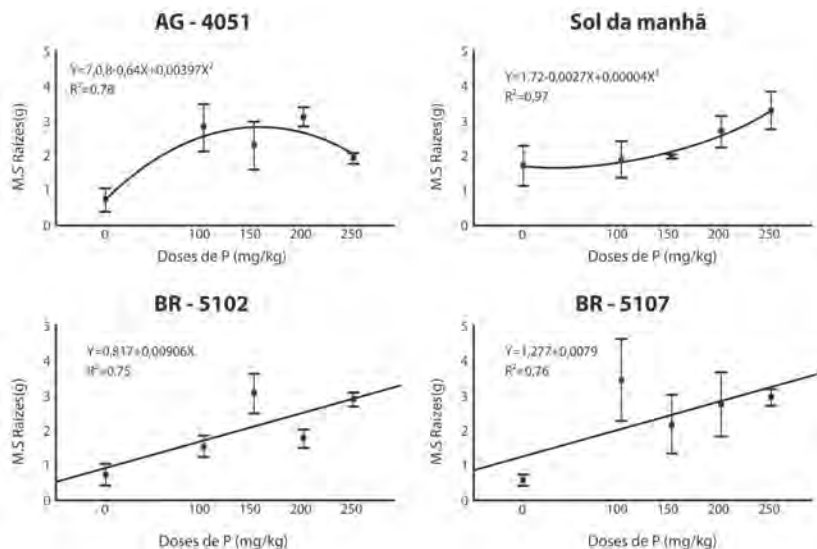 AG - 4051
5
4
3
2
1
0
M.S Raízes(g)
Y=7,0,8-0,64X+0,00397X²
R²=0,78
0 100 150 200 250
Doses de P (mg/kg)
Sol da manhã
5
4
3
2
1
0
M.S Raízes(g)
Y=1.72-0,0027X+0,00004X²
R²=0,97
0 100 150 200 250
Doses de P (mg/kg)
BR - 5102
5
4
3
2
1
0
M.S Raízes(g)
Y=0,817+0,00906X
R²=0.75
0 100 150 200 250
Doses de P (mg/kg)
BR - 5107
5
4
3
2
1
0
M.S Raízes(g)
Y=1,277+0,0079
R²=0,76
0 100 150 200 250
Doses de P (mg/kg)